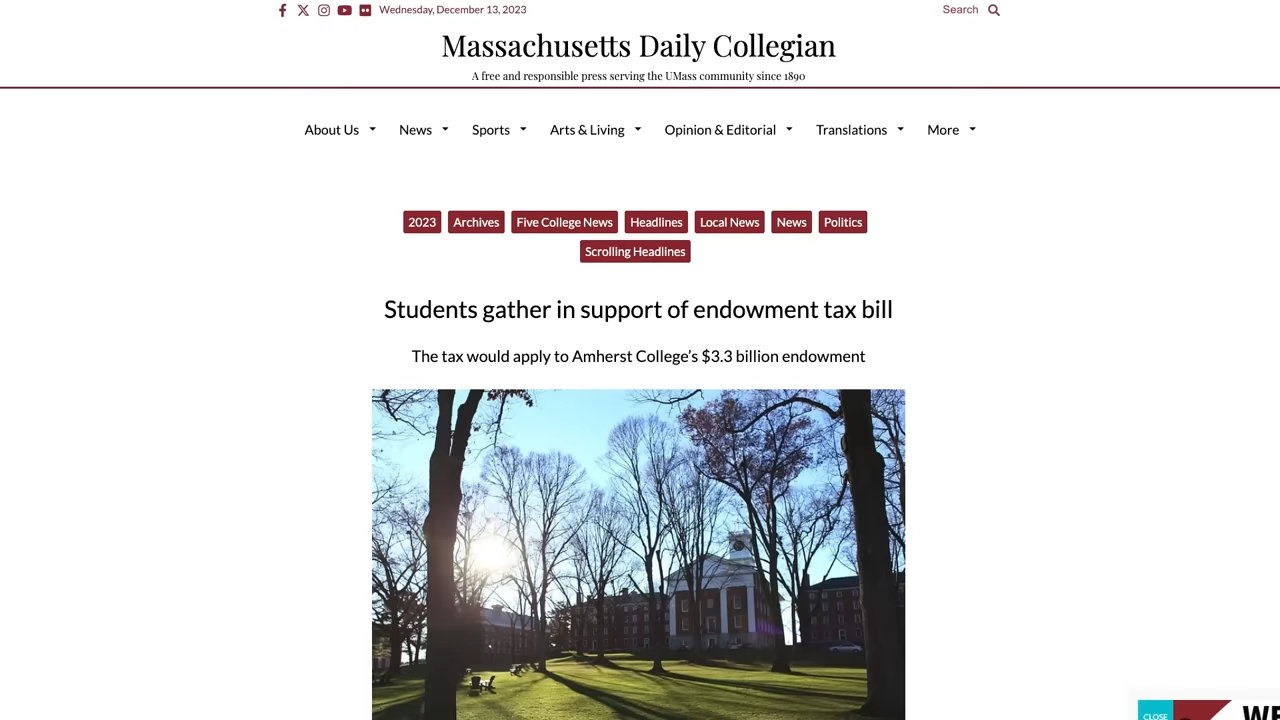 Wednesday, December 13, 2023
Search
Massachusetts Daily Collegian
A free and responsible press serving the UMass community since 1890
About Us News Sports Arts & Living Opinion & Editorial Translations More
2023 Archives Five College News Headlines Local News News Politics
Scrolling Headlines
Students gather in support of endowment tax bill
The tax would apply to Amherst College’s $3.3 billion endowment
CLOSE